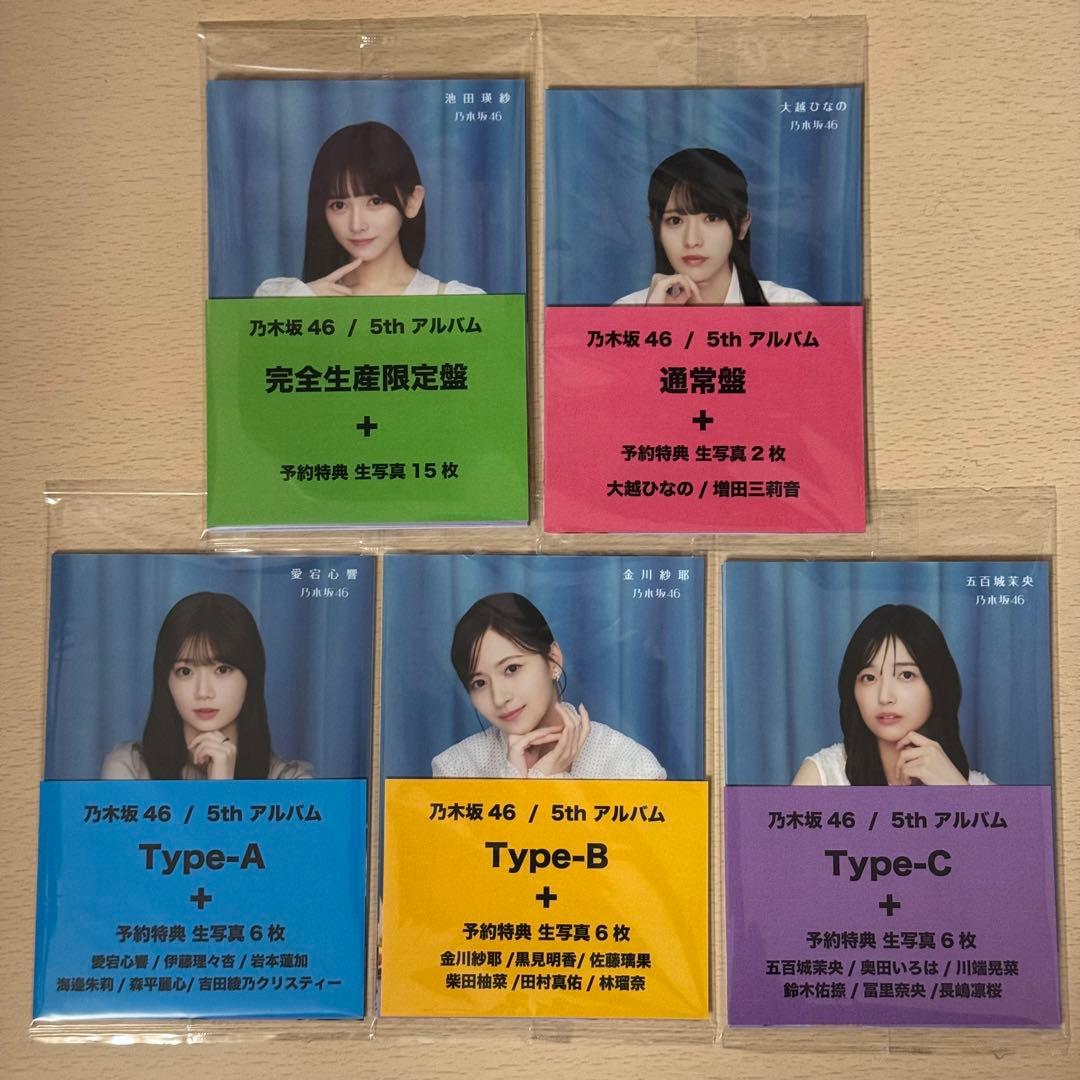 池田瑛紗
乃木坂46
乃木坂46 / 5th アルバム
完全生産限定盤
+
予約特典 生写真15枚
大越ひなの
乃木坂46
乃木坂46 / 5th アルバム
通常盤
+
予約特典 生写真2枚
大越ひなの / 増田三莉音
愛宕心響
乃木坂46
乃木坂46 / 5th アルバム
Type-A
+
予約特典 生写真6枚
愛宕心響 / 伊藤理々杏 / 岩本蓮加
海邉朱莉 / 森平麗心 / 吉田綾乃クリスティー
金川紗耶
乃木坂46
乃木坂46 / 5th アルバム
Type-B
+
予約特典 生写真6枚
金川紗耶 / 黒見明香 / 佐藤璃果
柴田柚菜 / 田村真佑 / 林瑠奈
五百城茉央
乃木坂46
乃木坂46 / 5th アルバム
Type-C
+
予約特典 生写真6枚
五百城茉央 / 奥田いろは / 川端晃菜
鈴木佑捺 / 冨里奈央 / 長嶋凛桜